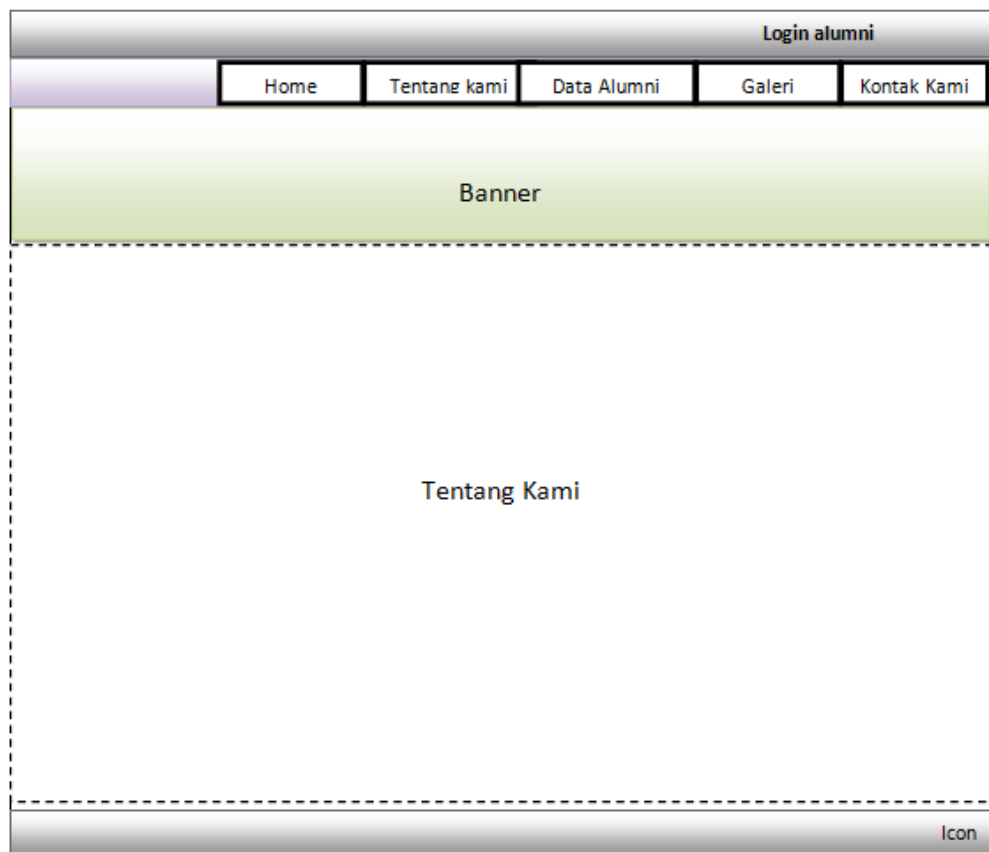 Login alumni
Home
Tentang kami
Data Alumni
Galeri
Kontak Kami
Banner
Tentang Kami
Icon